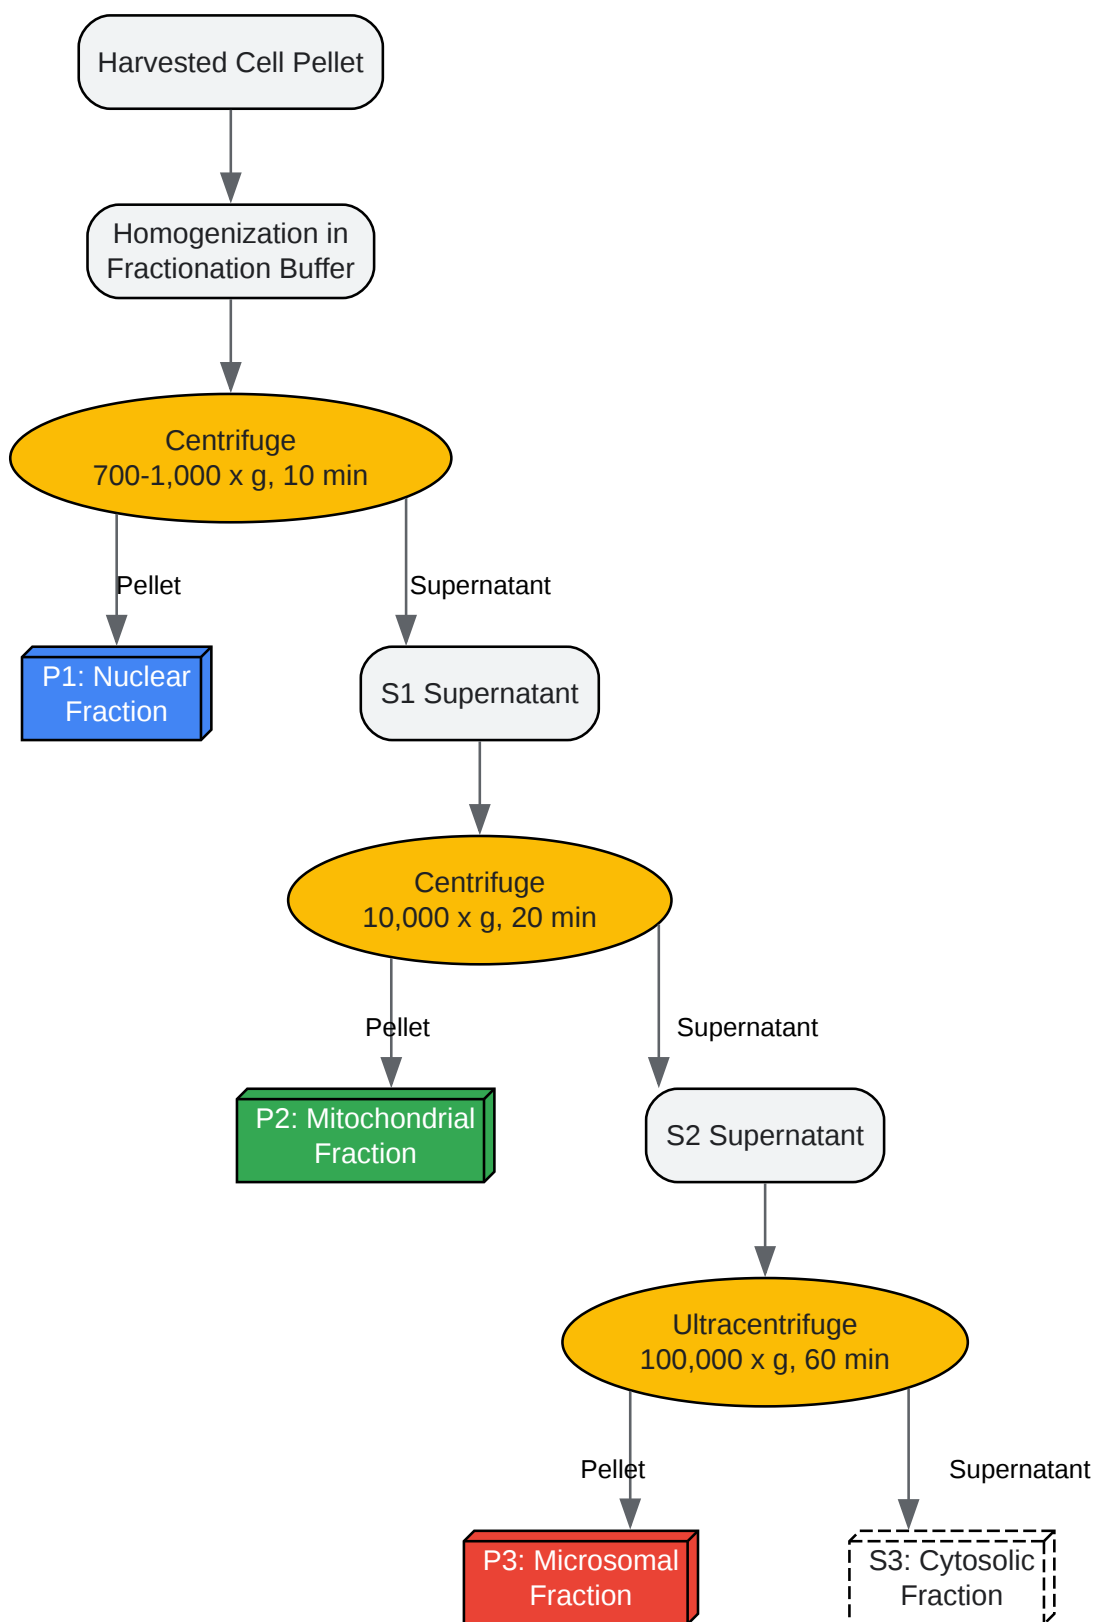 Harvested Cell Pellet
Homogenization in
Fractionation Buffer
Centrifuge
700-1,000 x g, 10 min
Pellet
Supernatant
P1: Nuclear
Fraction
S1 Supernatant
Centrifuge
10,000 x g, 20 min
Pellet
Supernatant
P2: Mitochondrial
Fraction
S2 Supernatant
Ultracentrifuge
100,000 x g, 60 min
Pellet
Supernatant
P3: Microsomal
Fraction
S3: Cytosolic
Fraction